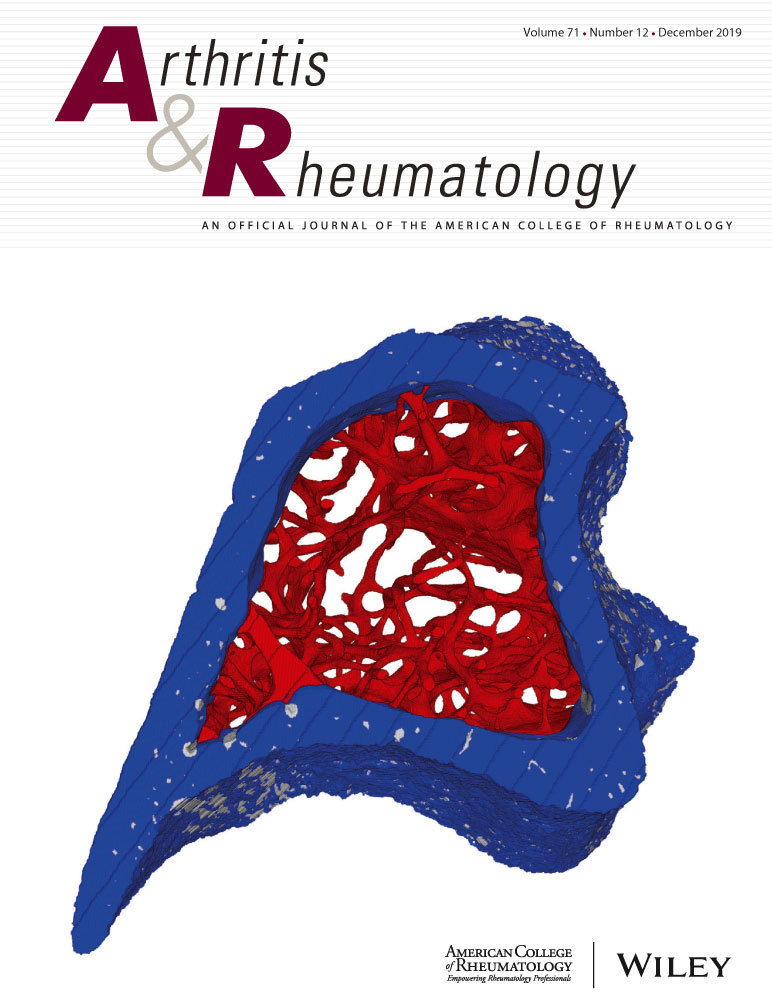 Volume 71 • Number 12 • December 2019
Arthritis
& Rheumatology
AN OFFICIAL JOURNAL OF THE AMERICAN COLLEGE OF RHEUMATOLOGY
AMERICAN COLLEGE
of RHEUMATOLOGY
Empowering Rheumatology Professionals
WILEY